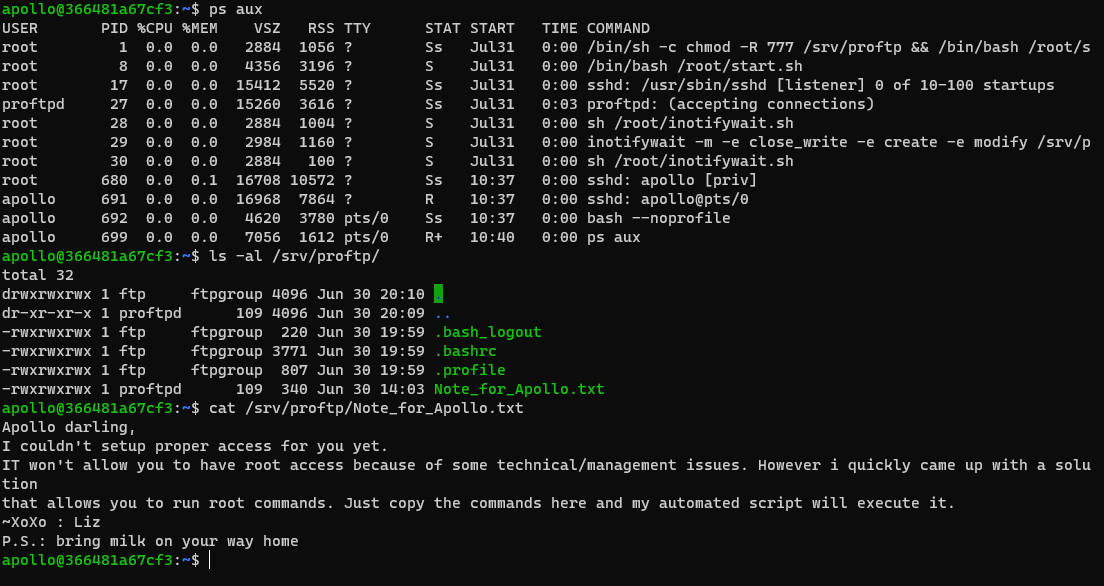 apollo@366481a67cf3:~$ ps aux
USER       PID %CPU %MEM    VSZ   RSS TTY      STAT START   TIME COMMAND
root         1  0.0  0.0   2884  1056 ?        Ss   Jul31   0:00 /bin/sh -c chmod -R 777 /srv/proftp && /bin/bash /root/s
root         8  0.0  0.0   4356  3196 ?        S    Jul31   0:00 /bin/bash /root/start.sh
root        17  0.0  0.0  15412  5520 ?        Ss   Jul31   0:00 sshd: /usr/sbin/sshd [listener] 0 of 10-100 startups
proftpd     27  0.0  0.0  15260  3616 ?        Ss   Jul31   0:03 proftpd: (accepting connections)
root        28  0.0  0.0   2884  1004 ?        S    Jul31   0:00 sh /root/inotifywait.sh
root        29  0.0  0.0   2984  1160 ?        S    Jul31   0:00 inotifywait -m -e close_write -e create -e modify /srv/p
root        30  0.0  0.0   2884   100 ?        S    Jul31   0:00 sh /root/inotifywait.sh
root       680  0.0  0.1  16708 10572 ?        Ss   10:37   0:00 sshd: apollo [priv]
apollo     691  0.0  0.0  16968  7864 ?        R    10:37   0:00 sshd: apollo@pts/0
apollo     692  0.0  0.0   4620  3780 pts/0    Ss   10:37   0:00 bash --noprofile
apollo     699  0.0  0.0   7056  1612 pts/0    R+   10:40   0:00 ps aux
apollo@366481a67cf3:~$ ls -al /srv/proftp/
total 32
drwxrwxrwx 1 ftp     ftpgroup 4096 Jun 30 20:10 .
dr-xr-xr-x 1 proftpd      109 4096 Jun 30 20:09 ..
-rwxrwxrwx 1 ftp     ftpgroup  220 Jun 30 19:59 .bash_logout
-rwxrwxrwx 1 ftp     ftpgroup 3771 Jun 30 19:59 .bashrc
-rwxrwxrwx 1 ftp     ftpgroup  807 Jun 30 19:59 .profile
-rwxrwxrwx 1 proftpd      109  340 Jun 30 14:03 Note_for_Apollo.txt
apollo@366481a67cf3:~$ cat /srv/proftp/Note_for_Apollo.txt
Apollo darling,
I couldn't setup proper access for you yet.
IT won't allow you to have root access because of some technical/management issues. However i quickly came up with a solu
tion
that allows you to run root commands. Just copy the commands here and my automated script will execute it.
~XoXo : Liz
P.S.: bring milk on your way home
apollo@366481a67cf3:~$